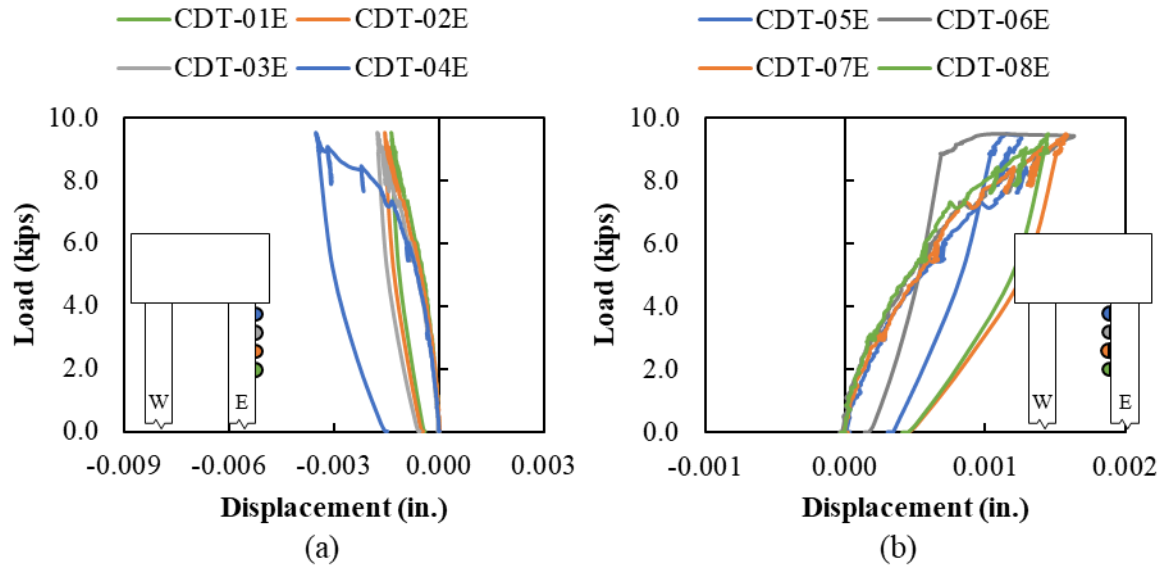 CDT-01E CDT-02E
CDT-03E CDT-04E
10.0
8.0
6.0
4.0
2.0
0.0
Load (kips)
W E
-0.009 -0.006 -0.003 0.000 0.003
Displacement (in.)
(a)
CDT-05E CDT-06E
CDT-07E CDT-08E
10.0
8.0
6.0
4.0
2.0
0.0
Load (kips)
W E
-0.001 0.000 0.001 0.002
Displacement (in.)
(b)